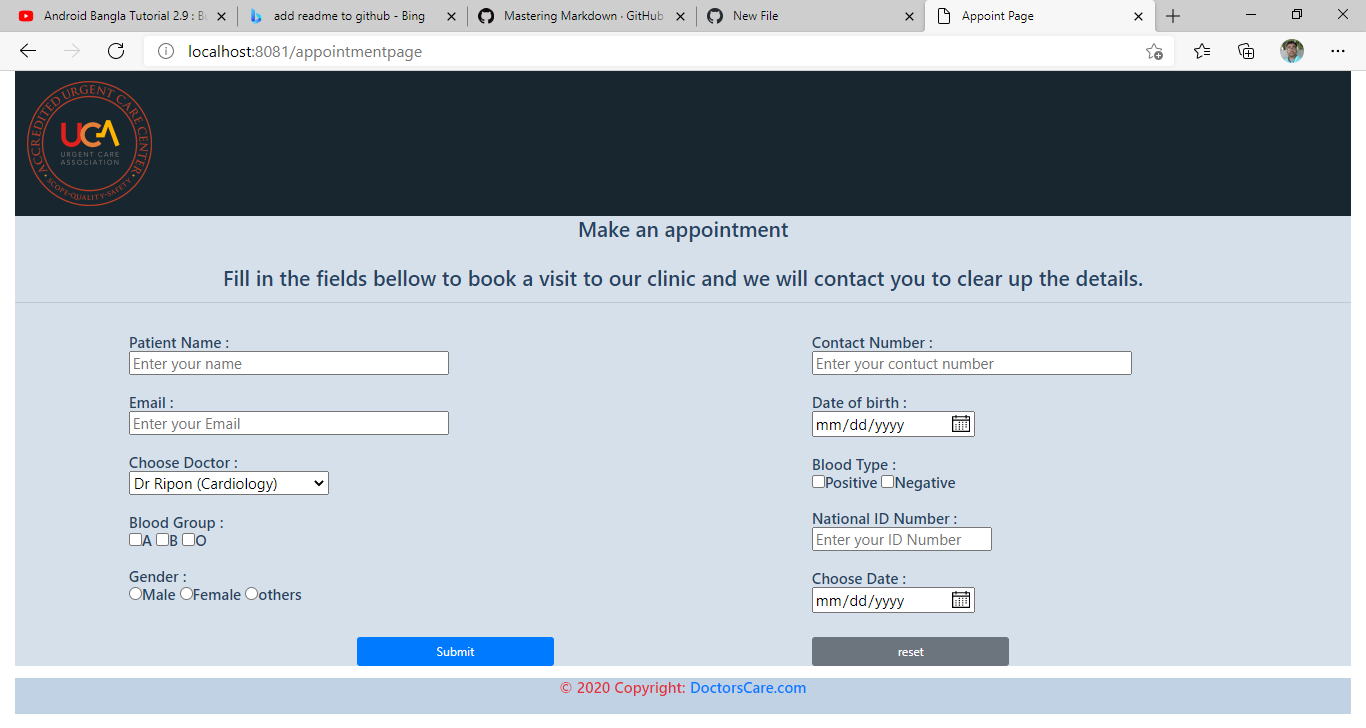 Android Bangla Tutorial 2.9 : Bu
add readme to github - Bing
Mastering Markdown · GitHub
New File
Appoint Page
localhost:8081/appointmentpage
ACCREDITED URGENT CARE CENTER
UCA
URGENT CARE
ASSOCIATION
SCOPE•QUALITY•SAFETY
Make an appointment
Fill in the fields bellow to book a visit to our clinic and we will contact you to clear up the details.
Patient Name :
Enter your name
Email :
Enter your Email
Choose Doctor :
Dr Ripon (Cardiology)
Blood Group :
A B O
Gender :
Male Female others
Contact Number :
Enter your contuct number
Date of birth :
mm/dd/yyyy
Blood Type :
Positive Negative
National ID Number :
Enter your ID Number
Choose Date :
mm/dd/yyyy
Submit
reset
© 2020 Copyright: DoctorsCare.com